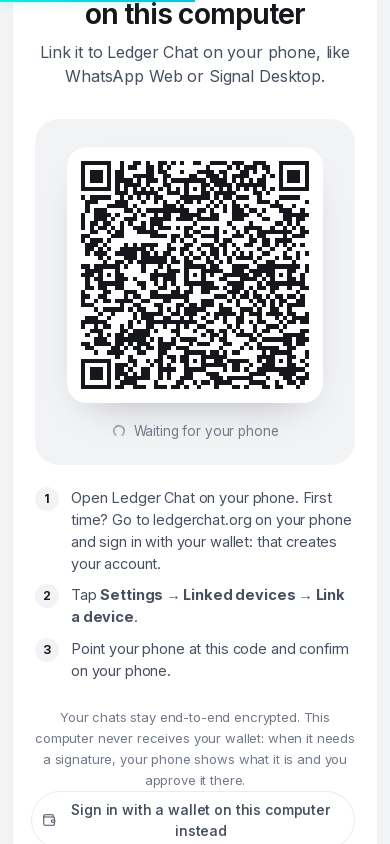 on this computer
Link it to Ledger Chat on your phone, like
WhatsApp Web or Signal Desktop.
Waiting for your phone
1 Open Ledger Chat on your phone. First
time? Go to ledgerchat.org on your phone
and sign in with your wallet: that creates
your account.
2 Tap Settings → Linked devices → Link
a device.
3 Point your phone at this code and confirm
on your phone.
Your chats stay end-to-end encrypted. This
computer never receives your wallet: when it needs
a signature, your phone shows what it is and you
approve it there.
Sign in with a wallet on this computer
instead